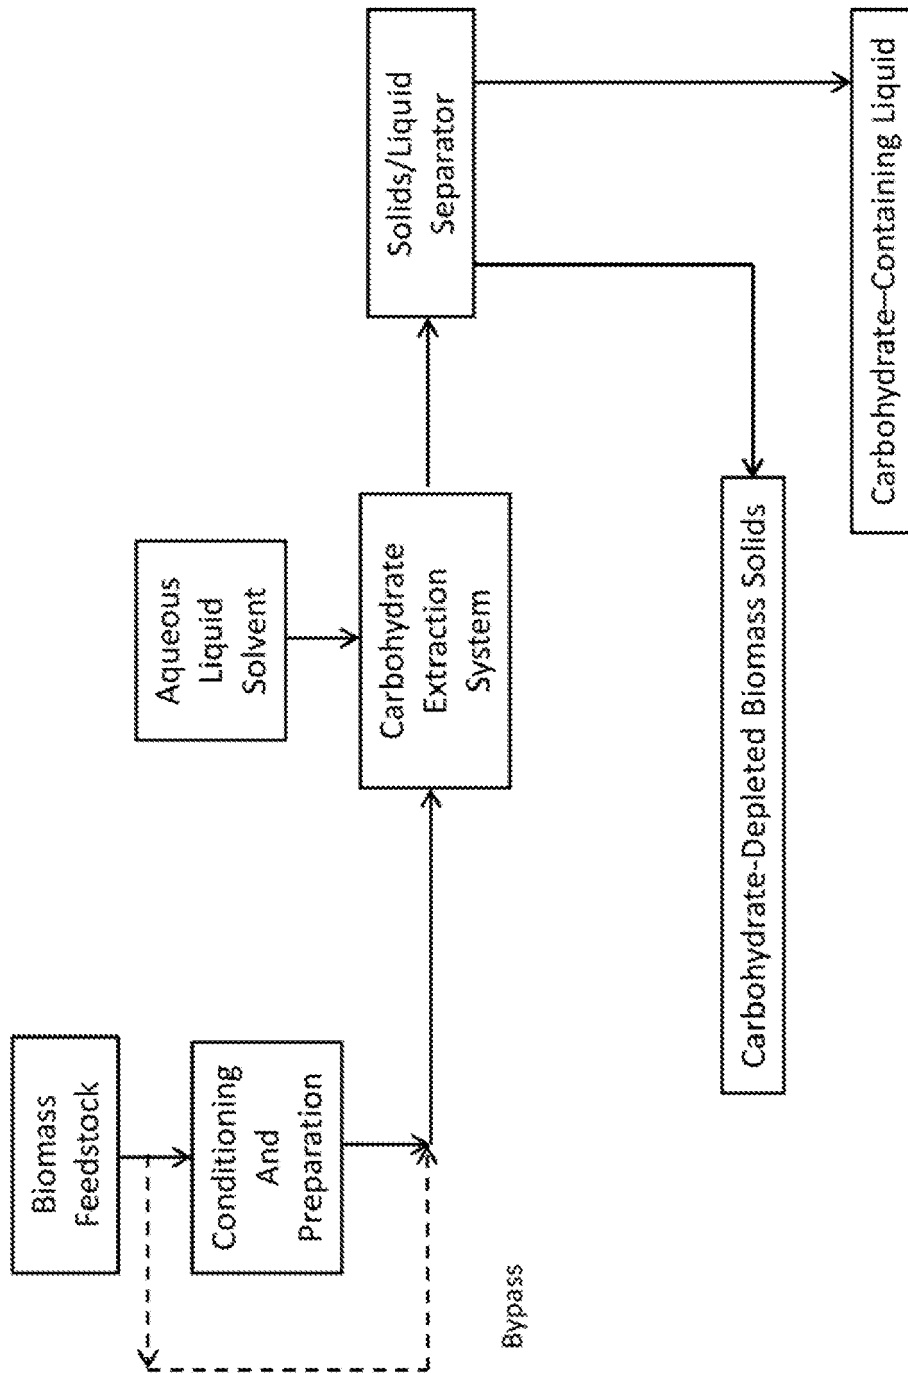 Biomass
Feedstock
Conditioning
And
Preparation
Bypass
Aqueous
Liquid
Solvent
Carbohydrate
Extraction
System
Solids/Liquid
Separator
Carbohydrate-Depleted Biomass Solids
Carbohydrate–Containing Liquid